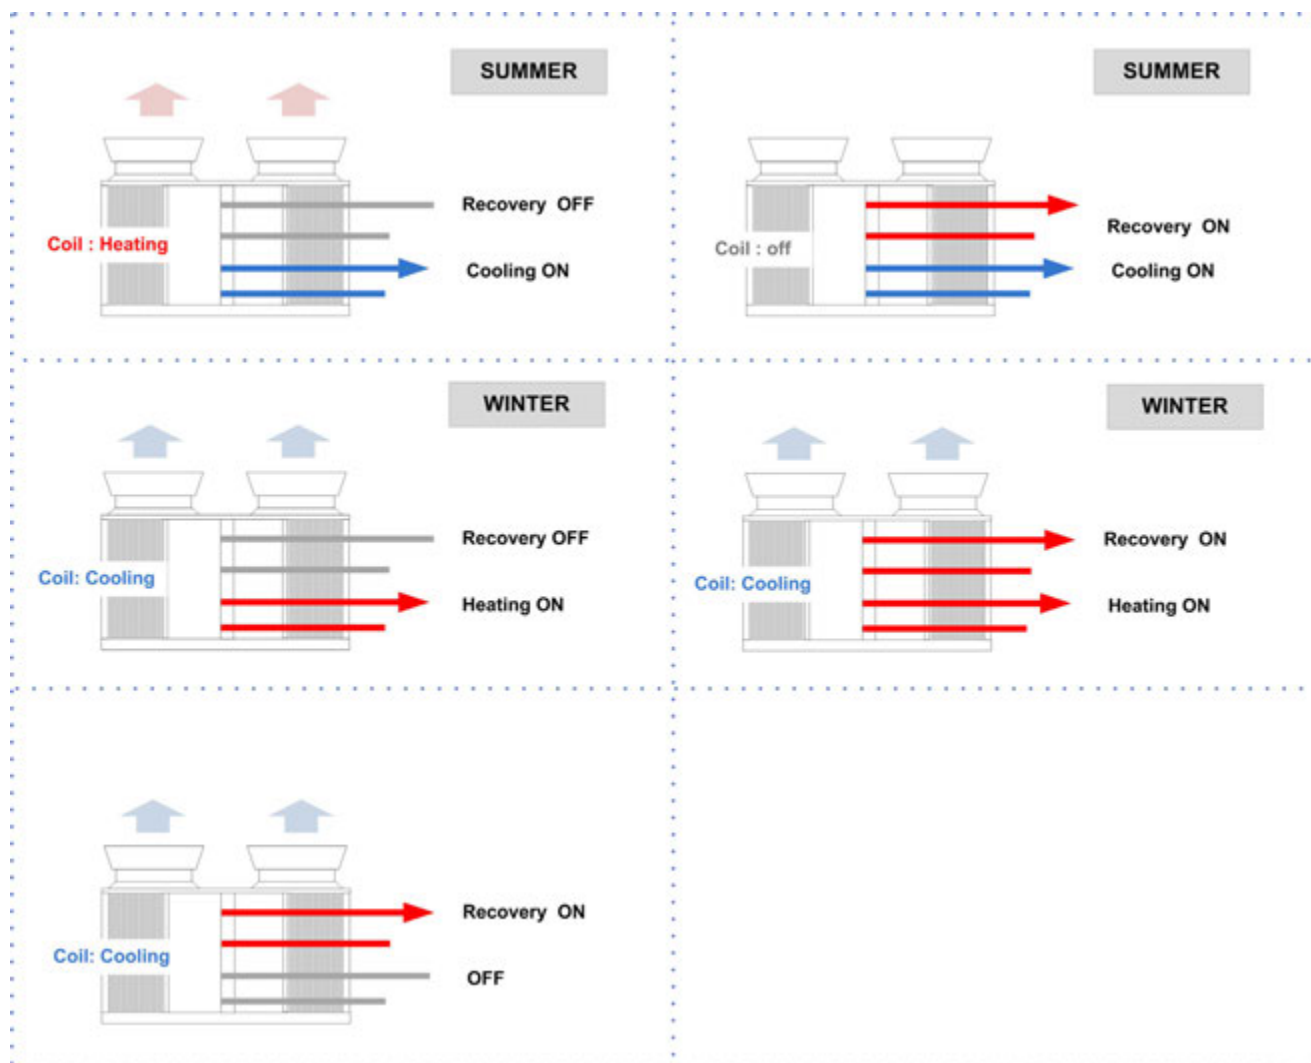 SUMMER
Recovery OFF
Coil : Heating
Cooling ON
SUMMER
Recovery ON
Coil : off
Cooling ON
WINTER
Recovery OFF
Coil: Cooling
Heating ON
WINTER
Recovery ON
Coil: Cooling
Heating ON
Recovery ON
Coil: Cooling
OFF